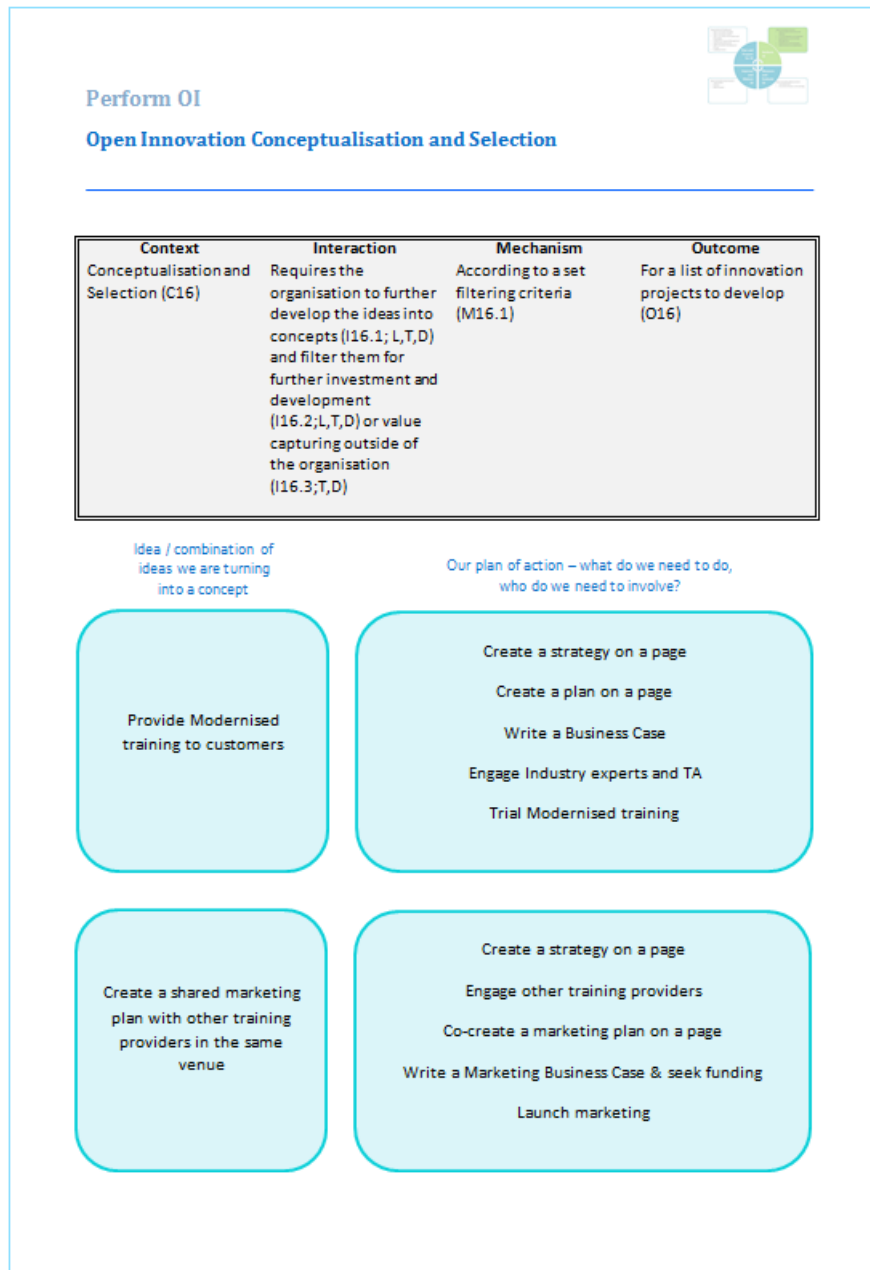 Perform OI
Open Innovation Conceptualisation and Selection
Context
Conceptualisation and
Selection (C16)
Interaction
Requires the
organisation to further
develop the ideas into
concepts (I16.1; L,T,D)
and filter them for
further investment and
development
(I16.2;L,T,D) or value
capturing outside of
the organisation
(I16.3;T,D)
Mechanism
According to a set
filtering criteria
(M16.1)
Outcome
For a list of innovation
projects to develop
(O16)
Idea / combination of
ideas we are turning
into a concept
Our plan of action – what do we need to do,
who do we need to involve?
Provide Modernised
training to customers
Create a strategy on a page
Create a plan on a page
Write a Business Case
Engage Industry experts and TA
Trial Modernised training
Create a shared marketing
plan with other training
providers in the same
venue
Create a strategy on a page
Engage other training providers
Co-create a marketing plan on a page
Write a Marketing Business Case & seek funding
Launch marketing